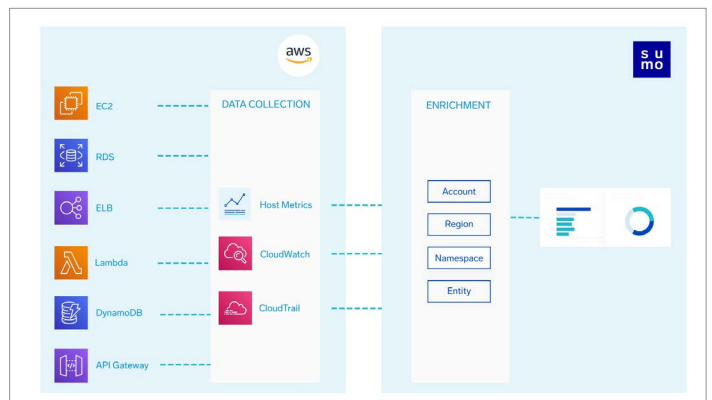 aws
su
mo
EC2
DATA COLLECTION
ENRICHMENT
RDS
Account
ELB
Host Metrics
Region
Lambda
CloudWatch
Namespace
DynamoDB
CloudTrail
Entity
API Gateway